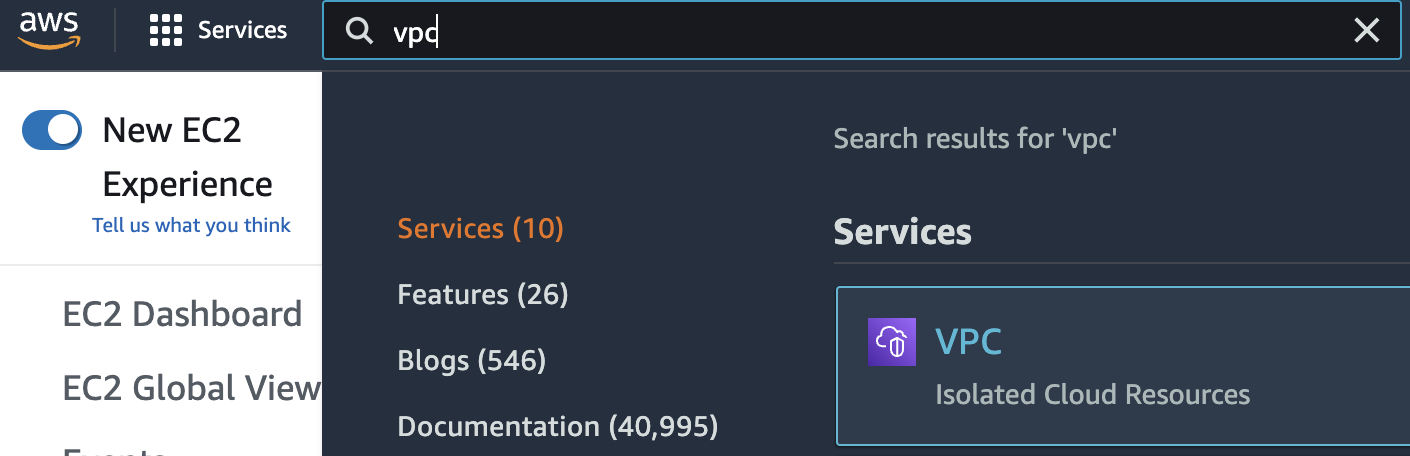 aws
Services
vpc
New EC2
Experience
Tell us what you think
EC2 Dashboard
EC2 Global View
Search results for 'vpc'
Services (10)
Features (26)
Blogs (546)
Documentation (40,995)
Services
VPC
Isolated Cloud Resources